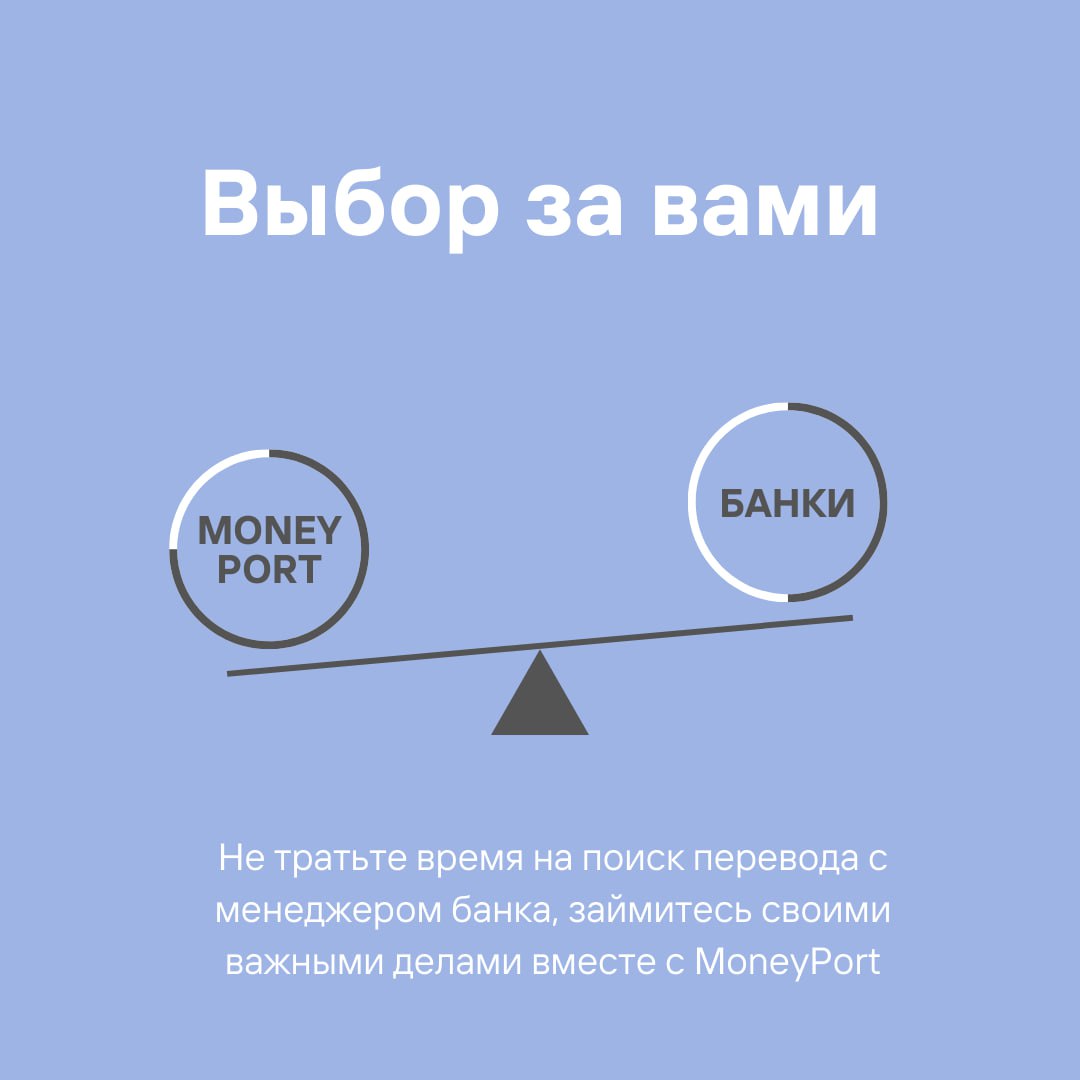 Выбор за вами
MONEY
PORT
БАНКИ
Не тратьте время на поиск перевода с
менеджером банка, займитесь своими
важными делами вместе с MoneyPort